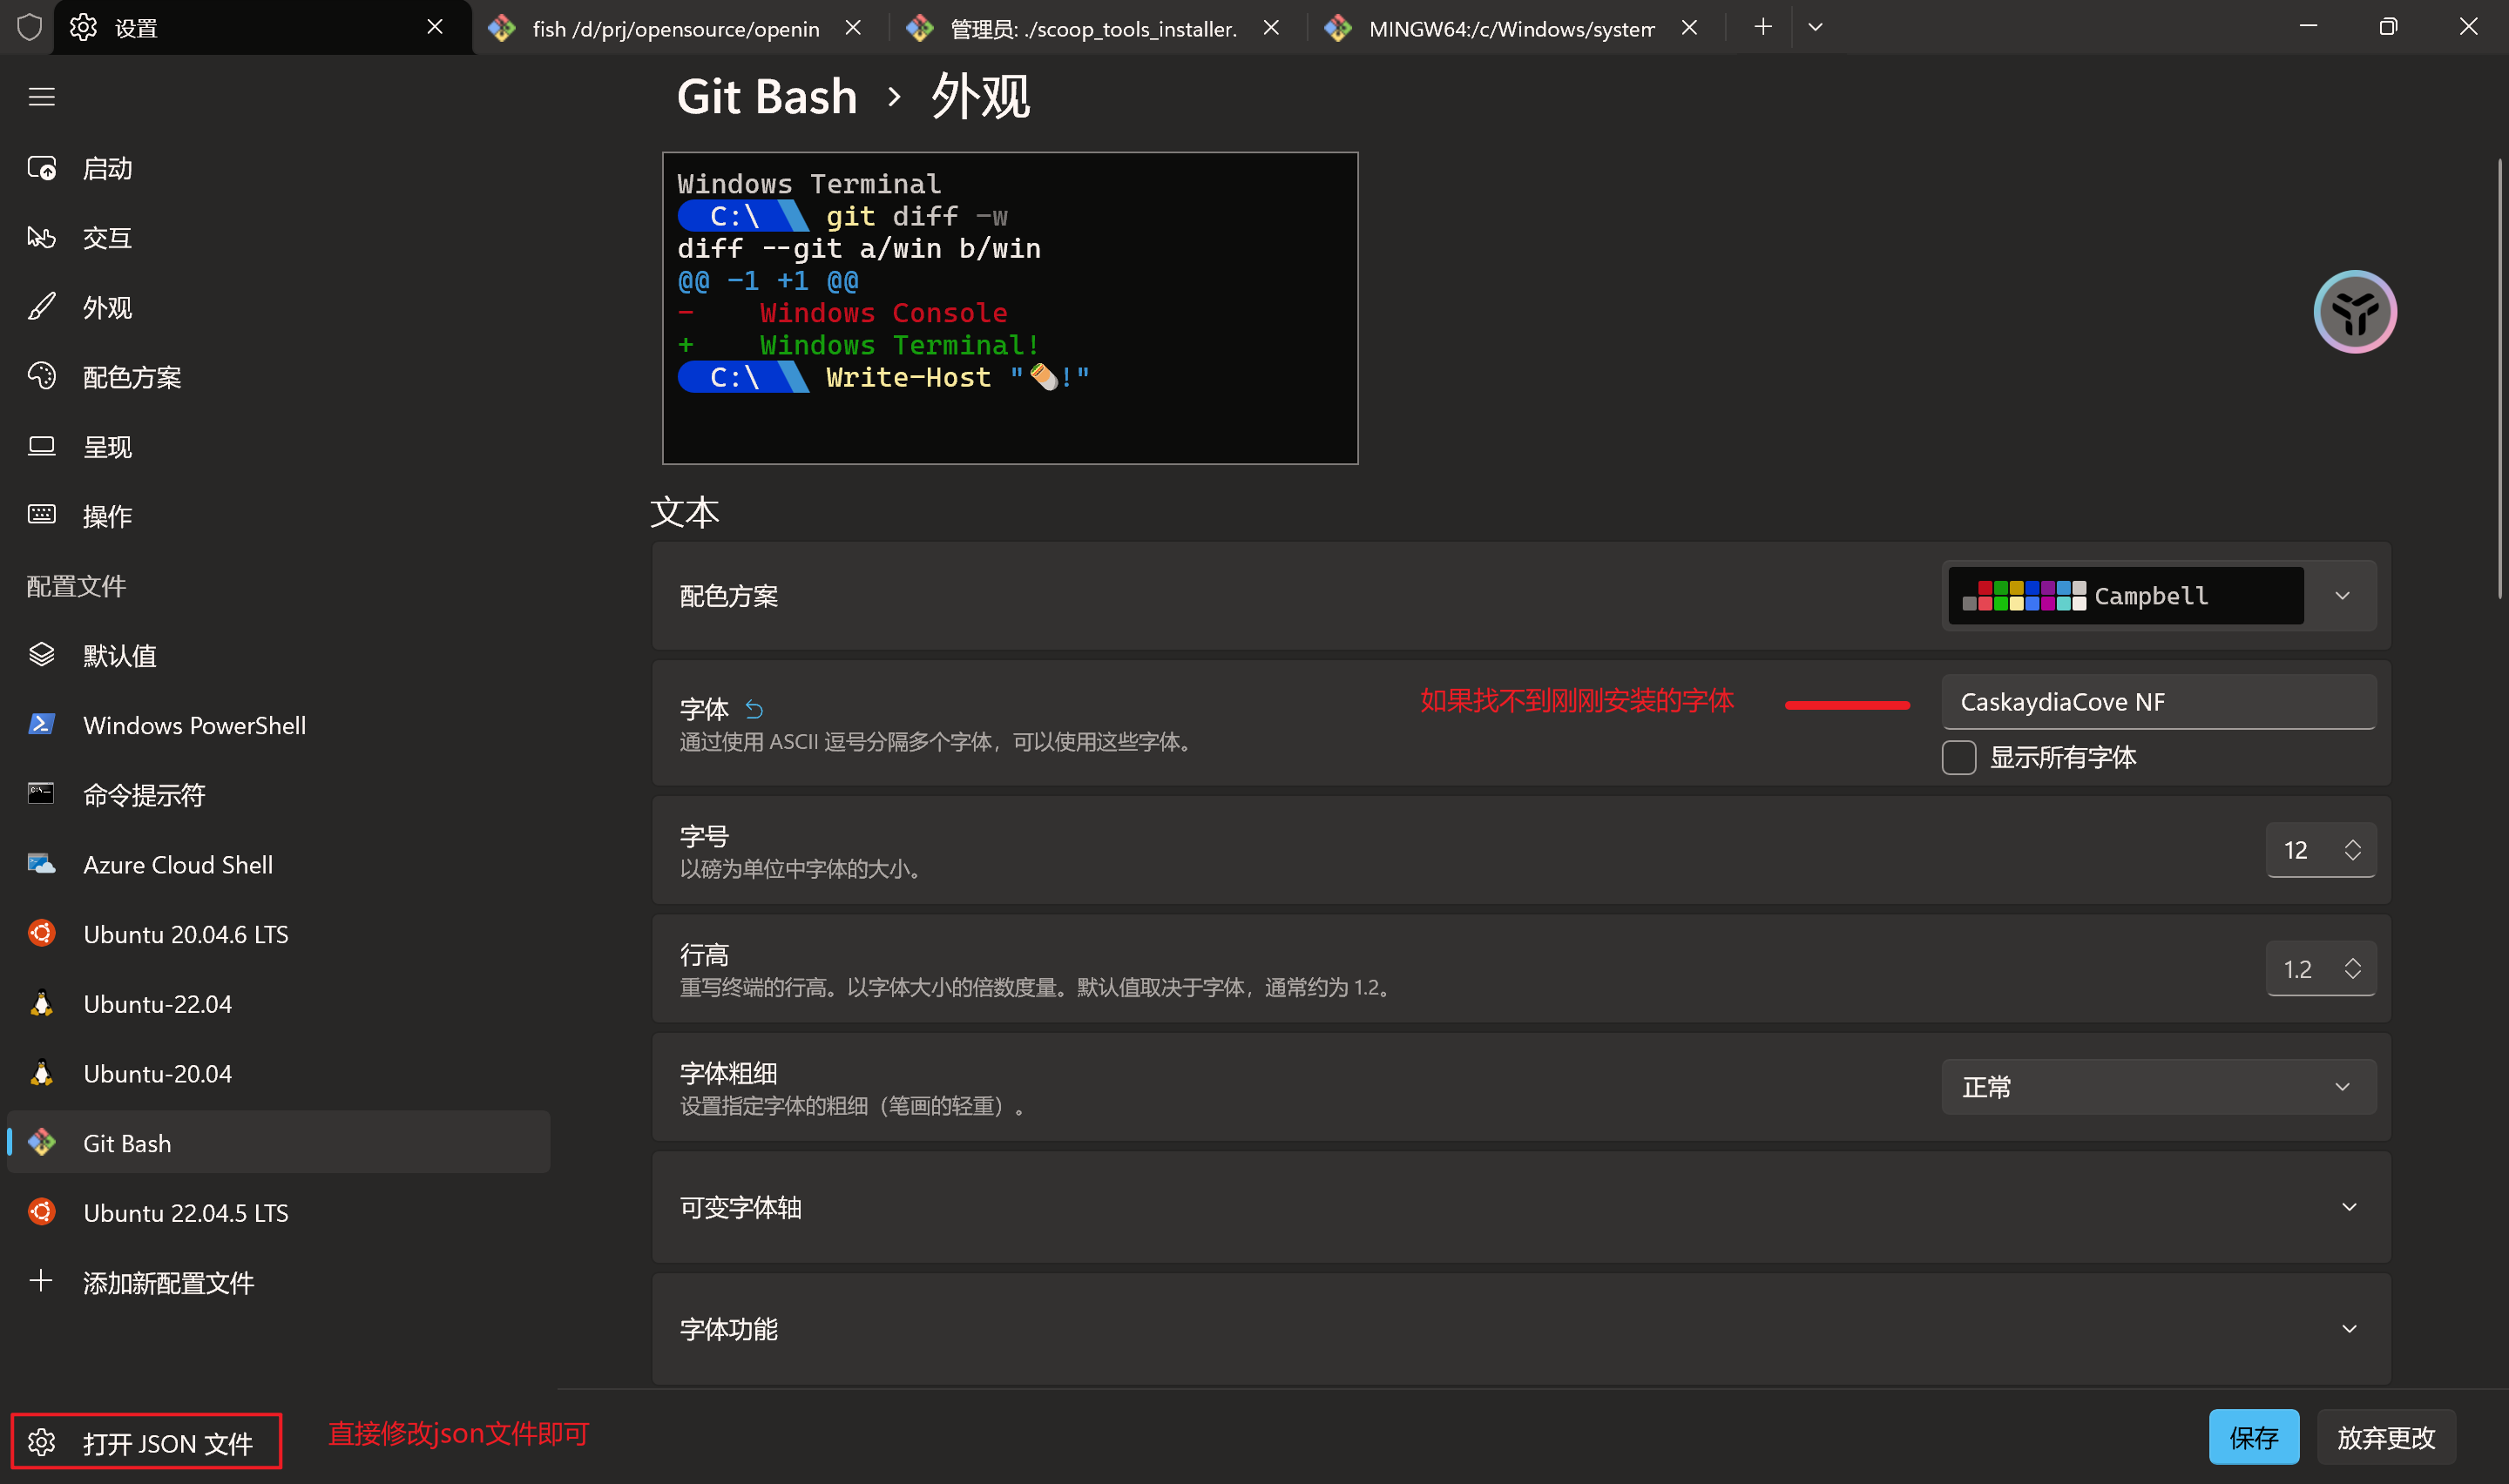 设置
fish /d/prj/opensource/openin
管理员: ./scoop_tools_installer.
MINGW64:/c/Windows/system
启动
交互
外观
配色方案
呈现
操作
配置文件
默认值
Windows PowerShell
命令提示符
Azure Cloud Shell
Ubuntu 20.04.6 LTS
Ubuntu-22.04
Ubuntu-20.04
Git Bash
Ubuntu 22.04.5 LTS
添加新配置文件
打开 JSON 文件
直接修改json文件即可
Git Bash › 外观
Windows Terminal
C:\ git diff -w
diff --git a/win b/win
@@ -1 +1 @@
- Windows Console
+ Windows Terminal!
C:\ Write-Host "🌯!"
文本
配色方案
Campbell
字体
通过使用 ASCII 逗号分隔多个字体，可以使用这些字体。
如果找不到刚刚安装的字体
CaskaydiaCove NF
显示所有字体
字号
以磅为单位中字体的大小。
12
行高
重写终端的行高。以字体大小的倍数度量。默认值取决于字体，通常约为 1.2。
1.2
字体粗细
设置指定字体的粗细（笔画的轻重）。
正常
可变字体轴
字体功能
保存
放弃更改